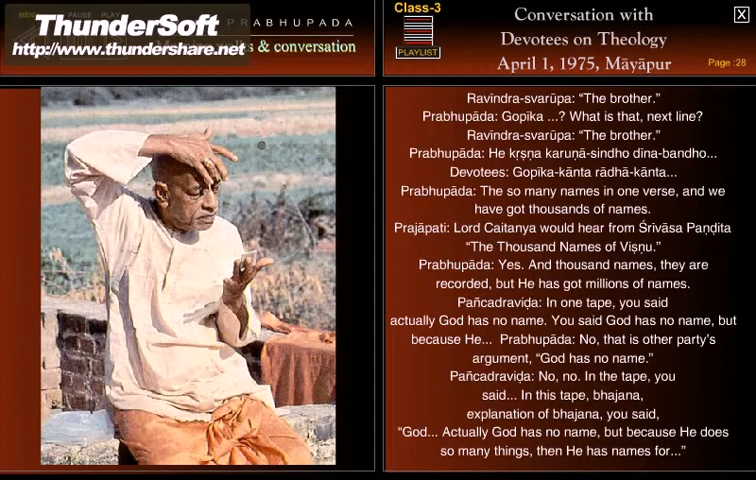 MENU PAUSE PLAY
PRABHUPADA
ThunderSoft
http://www.thundershare.net
& conversation
Class-3
PLAYLIST
Conversation with
Devotees on Theology
April 1, 1975, Māyāpur
X
Page :28
Ravindra-svarūpa: “The brother.”
Prabhupāda: Gopīka ...? What is that, next line?
Ravindra-svarūpa: “The brother.”
Prabhupāda: He kṛṣṇa karuṇā-sindho dīna-bandho...
Devotees: Gopīka-kānta rādhā-kānta...
Prabhupāda: The so many names in one verse, and we
have got thousands of names.
Prajāpati: Lord Caitanya would hear from Śrīvāsa Paṇḍita
“The Thousand Names of Viṣṇu.”
Prabhupāda: Yes. And thousand names, they are
recorded, but He has got millions of names.
Pañcadraviḍa: In one tape, you said
actually God has no name. You said God has no name, but
because He... Prabhupāda: No, that is other party’s
argument, “God has no name.”
Pañcadraviḍa: No, no. In the tape, you
said... In this tape, bhajana,
explanation of bhajana, you said,
“God... Actually God has no name, but because He does
so many things, then He has names for...”